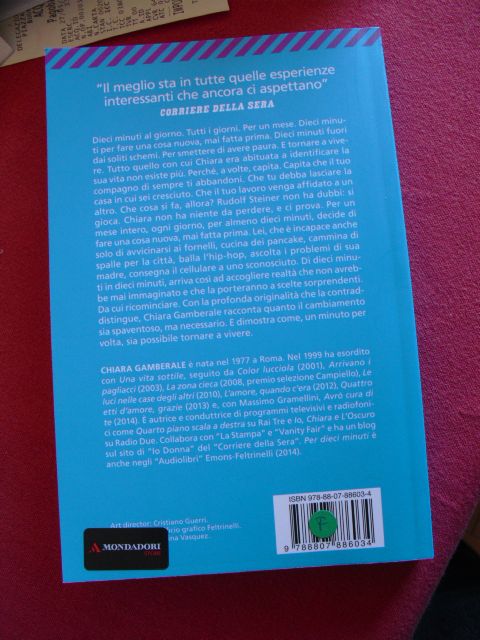 "Il meglio sta in tutte quelle esperienze
interessanti che ancora ci aspettano"
CORRIERE DELLA SERA
Dieci minuti al giorno. Tutti i giorni. Per un mese. Dieci minu-
ti per fare una cosa nuova, mai fatta prima. Dieci minuti fuori
dai soliti schemi. Per smettere di avere paura. E tornare a vive-
re. Tutto quello con cui Chiara era abituata a identificare la
sua vita non esiste più. Perché, a volte, capita. Capita che il tuo
compagno di sempre ti abbandoni. Che tu debba lasciare la
casa in cui sei cresciuto. Che il tuo lavoro venga affidato a un
altro. Che cosa si fa, allora? Rudolf Steiner non ha dubbi: si
gioca. Chiara non ha niente da perdere, e ci prova. Per un
mese intero, ogni giorno, per almeno dieci minuti, decide di
fare una cosa nuova, mai fatta prima. Lei, che è incapace anche
solo di avvicinarsi ai fornelli, cucina dei pancake, cammina di
spalle per la città, balla l'hip-hop, ascolta i problemi di sua
madre, consegna il cellulare a uno sconosciuto. Di dieci minu-
ti in dieci minuti, arriva così ad accogliere realtà che non avreb-
be mai immaginato e che la porteranno a scelte sorprendenti.
Da cui ricominciare. Con la profonda originalità che la contrad-
distingue, Chiara Gamberale racconta quanto il cambiamento
sia spaventoso, ma necessario. E dimostra come, un minuto per
volta, sia possibile tornare a vivere.
CHIARA GAMBERALE è nata nel 1977 a Roma. Nel 1999 ha esordito
con Una vita sottile, seguito da Color lucciola (2001), Arrivano i
pagliacci (2003), La zona cieca (2008, premio selezione Campiello), Le
luci nelle case degli altri (2010), L'amore, quando c'era (2012), Quattro
etti d'amore, grazie (2013) e, con Massimo Gramellini, Avrò cura di
te (2014). È autrice e conduttrice di programmi televisivi e radiofoni-
ci come Quarto piano scala a destra su Rai Tre e Io, Chiara e L'Oscuro
su Radio Due. Collabora con "La Stampa" e "Vanity Fair" e ha un blog
sul sito di "Io Donna" del "Corriere della Sera". Per dieci minuti è
anche negli "Audiolibri" Emons-Feltrinelli (2014).
ISBN 978-88-07-88603-4
9 788807 886034
Art director: Cristiano Guerri.
grafico Feltrinelli.
Vasquez.
MONDADORI
STORE